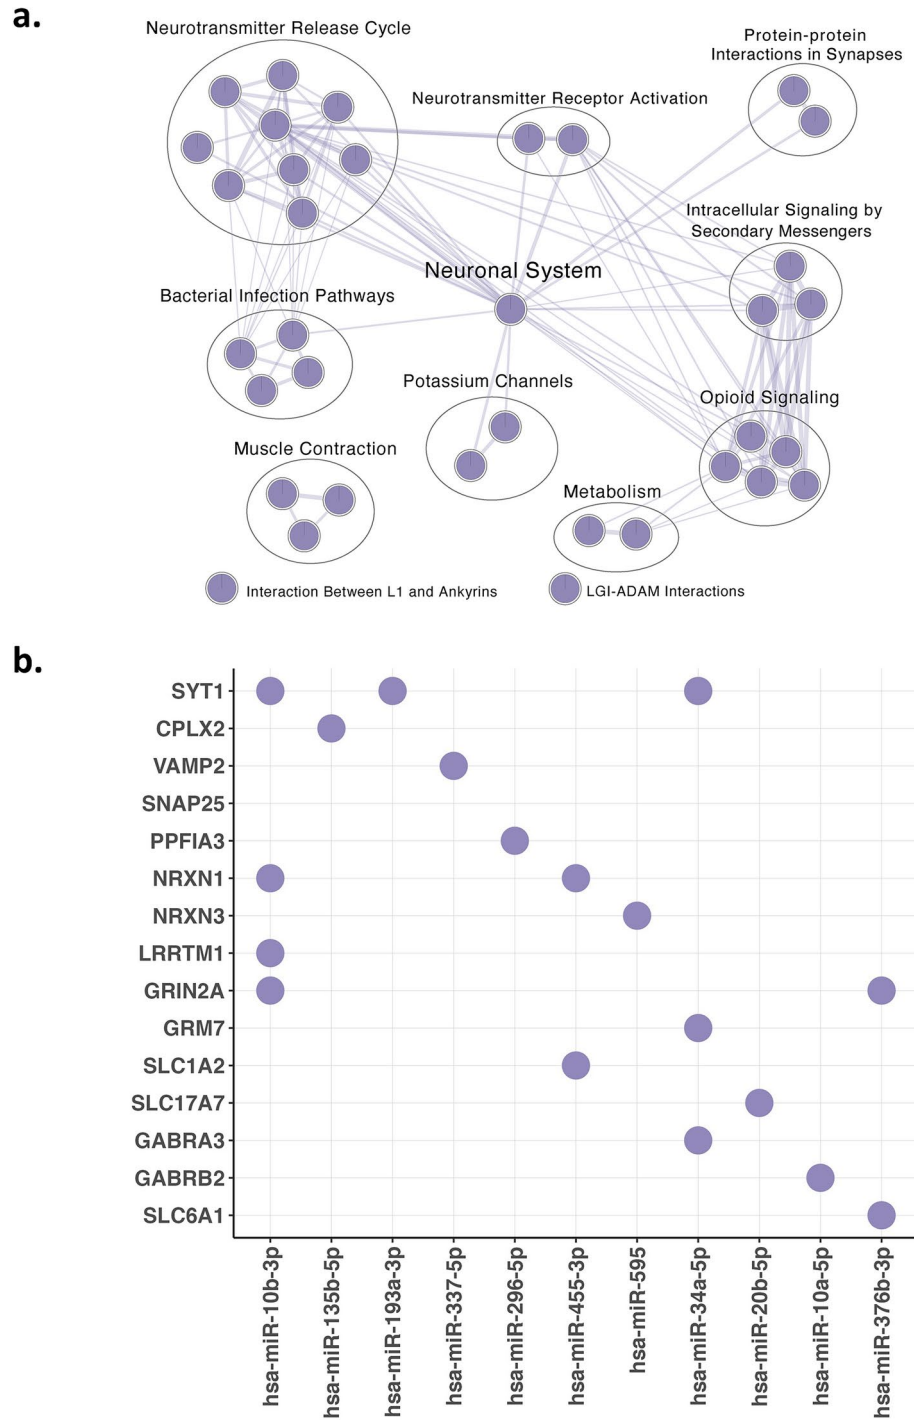 a.
Neurotransmitter Release Cycle
Protein-protein
Interactions in Synapses
Neurotransmitter Receptor Activation
Intracellular Signaling by
Secondary Messengers
Neuronal System
Bacterial Infection Pathways
Potassium Channels
Opioid Signaling
Muscle Contraction
Metabolism
Interaction Between L1 and Ankyrins
LGI-ADAM Interactions
b.
SYT1
CPLX2
VAMP2
SNAP25
PPFIA3
NRXN1
NRXN3
LRRTM1
GRIN2A
GRM7
SLC1A2
SLC17A7
GABRA3
GABRB2
SLC6A1
hsa-miR-10b-3p
hsa-miR-135b-5p
hsa-miR-193a-3p
hsa-miR-337-5p
hsa-miR-296-5p
hsa-miR-455-3p
hsa-miR-595
hsa-miR-34a-5p
hsa-miR-20b-5p
hsa-miR-10a-5p
hsa-miR-376b-3p